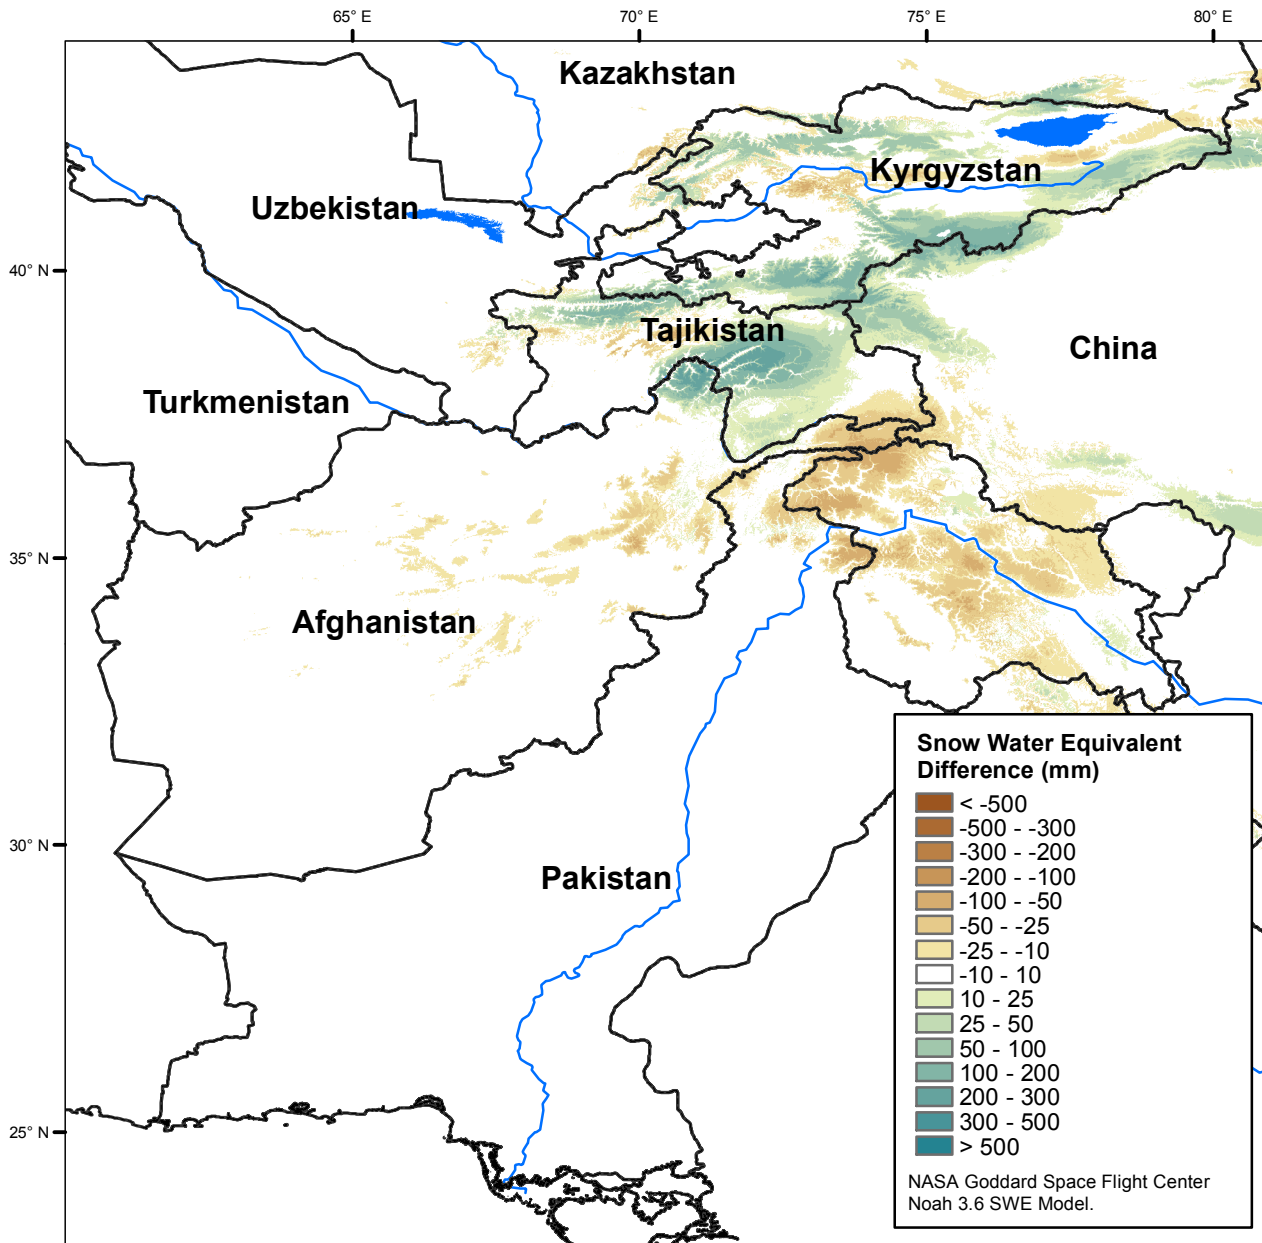 65° E
70° E
75° E
80° E
Kazakhstan
Kyrgyzstan
Uzbekistan
40° N
Tajikistan
China
Turkmenistan
35° N
Afghanistan
30° N
Pakistan
25° N
Snow Water Equivalent
Difference (mm)
< -500
-500 - -300
-300 - -200
-200 - -100
-100 - -50
-50 - -25
-25 - -10
-10 - 10
10 - 25
25 - 50
50 - 100
100 - 200
200 - 300
300 - 500
> 500
NASA Goddard Space Flight Center
Noah 3.6 SWE Model.